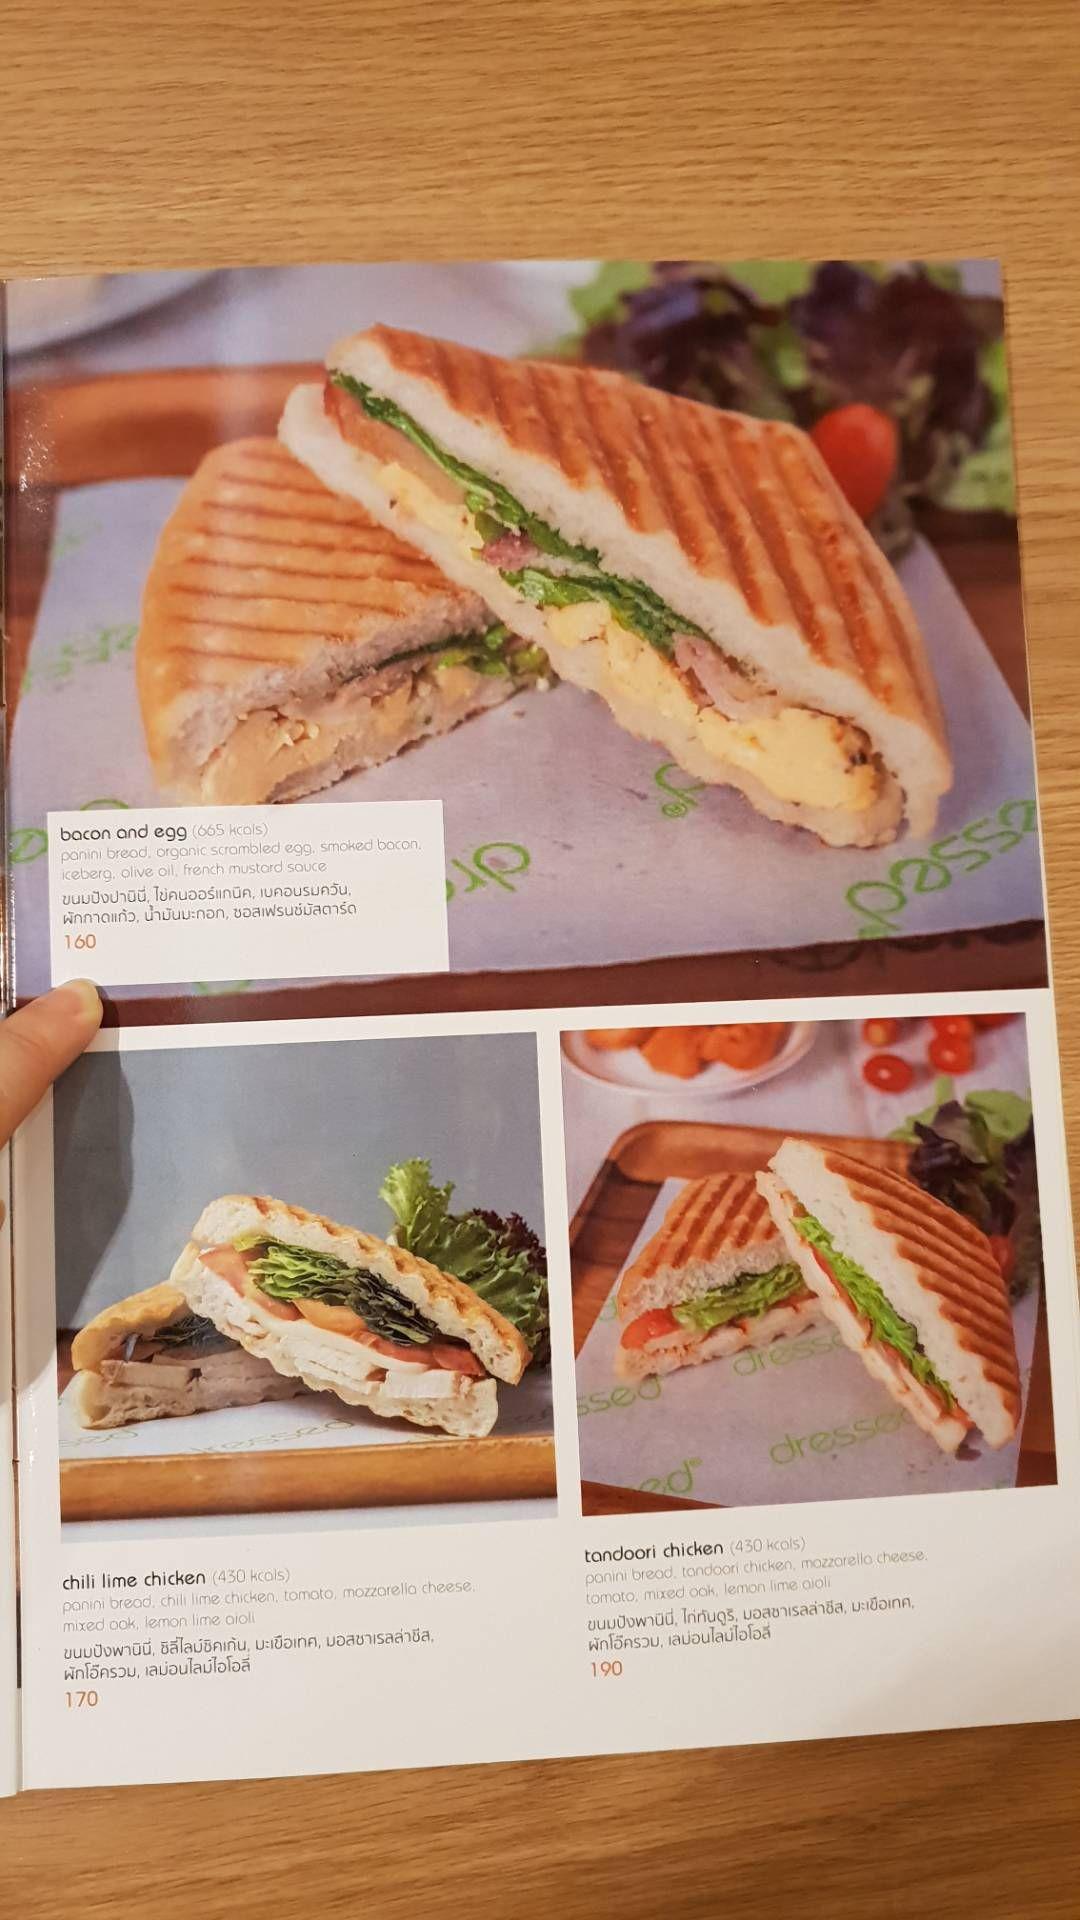 bacon and egg (665 kcals)
panini bread, organic scrambled egg, smoked bacon,
iceberg, olive oil, french mustard sauce
ขนมปังปานินี่, ไข่คนออร์แกนิค, เบคอนรมควัน,
ผักกาดแก้ว, น้ำมันมะกอก, ซอสเฟรนช์มัสตาร์ด
160
dressed
dressed
dressed
chili lime chicken (430 kcals)
panini bread, chili lime chicken, tomato, mozzarella cheese,
mixed oak, lemon lime aioli
ขนมปังพานินี่, ชิลี่ไลม์ชิคเก้น, มะเขือเทศ, มอสซาเรลล่าชีส,
ผักโอ๊ครวม, เลม่อนไลม์ไอโอลี่
170
tandoori chicken (430 kcals)
panini bread, tandoori chicken, mozzarella cheese,
tomato, mixed oak, lemon lime aioli
ขนมปังพานินี่, ไก่ทันดูริ, มอสซาเรลล่าชีส, มะเขือเทศ,
ผักโอ๊ครวม, เลม่อนไลม์ไอโอลี่
190